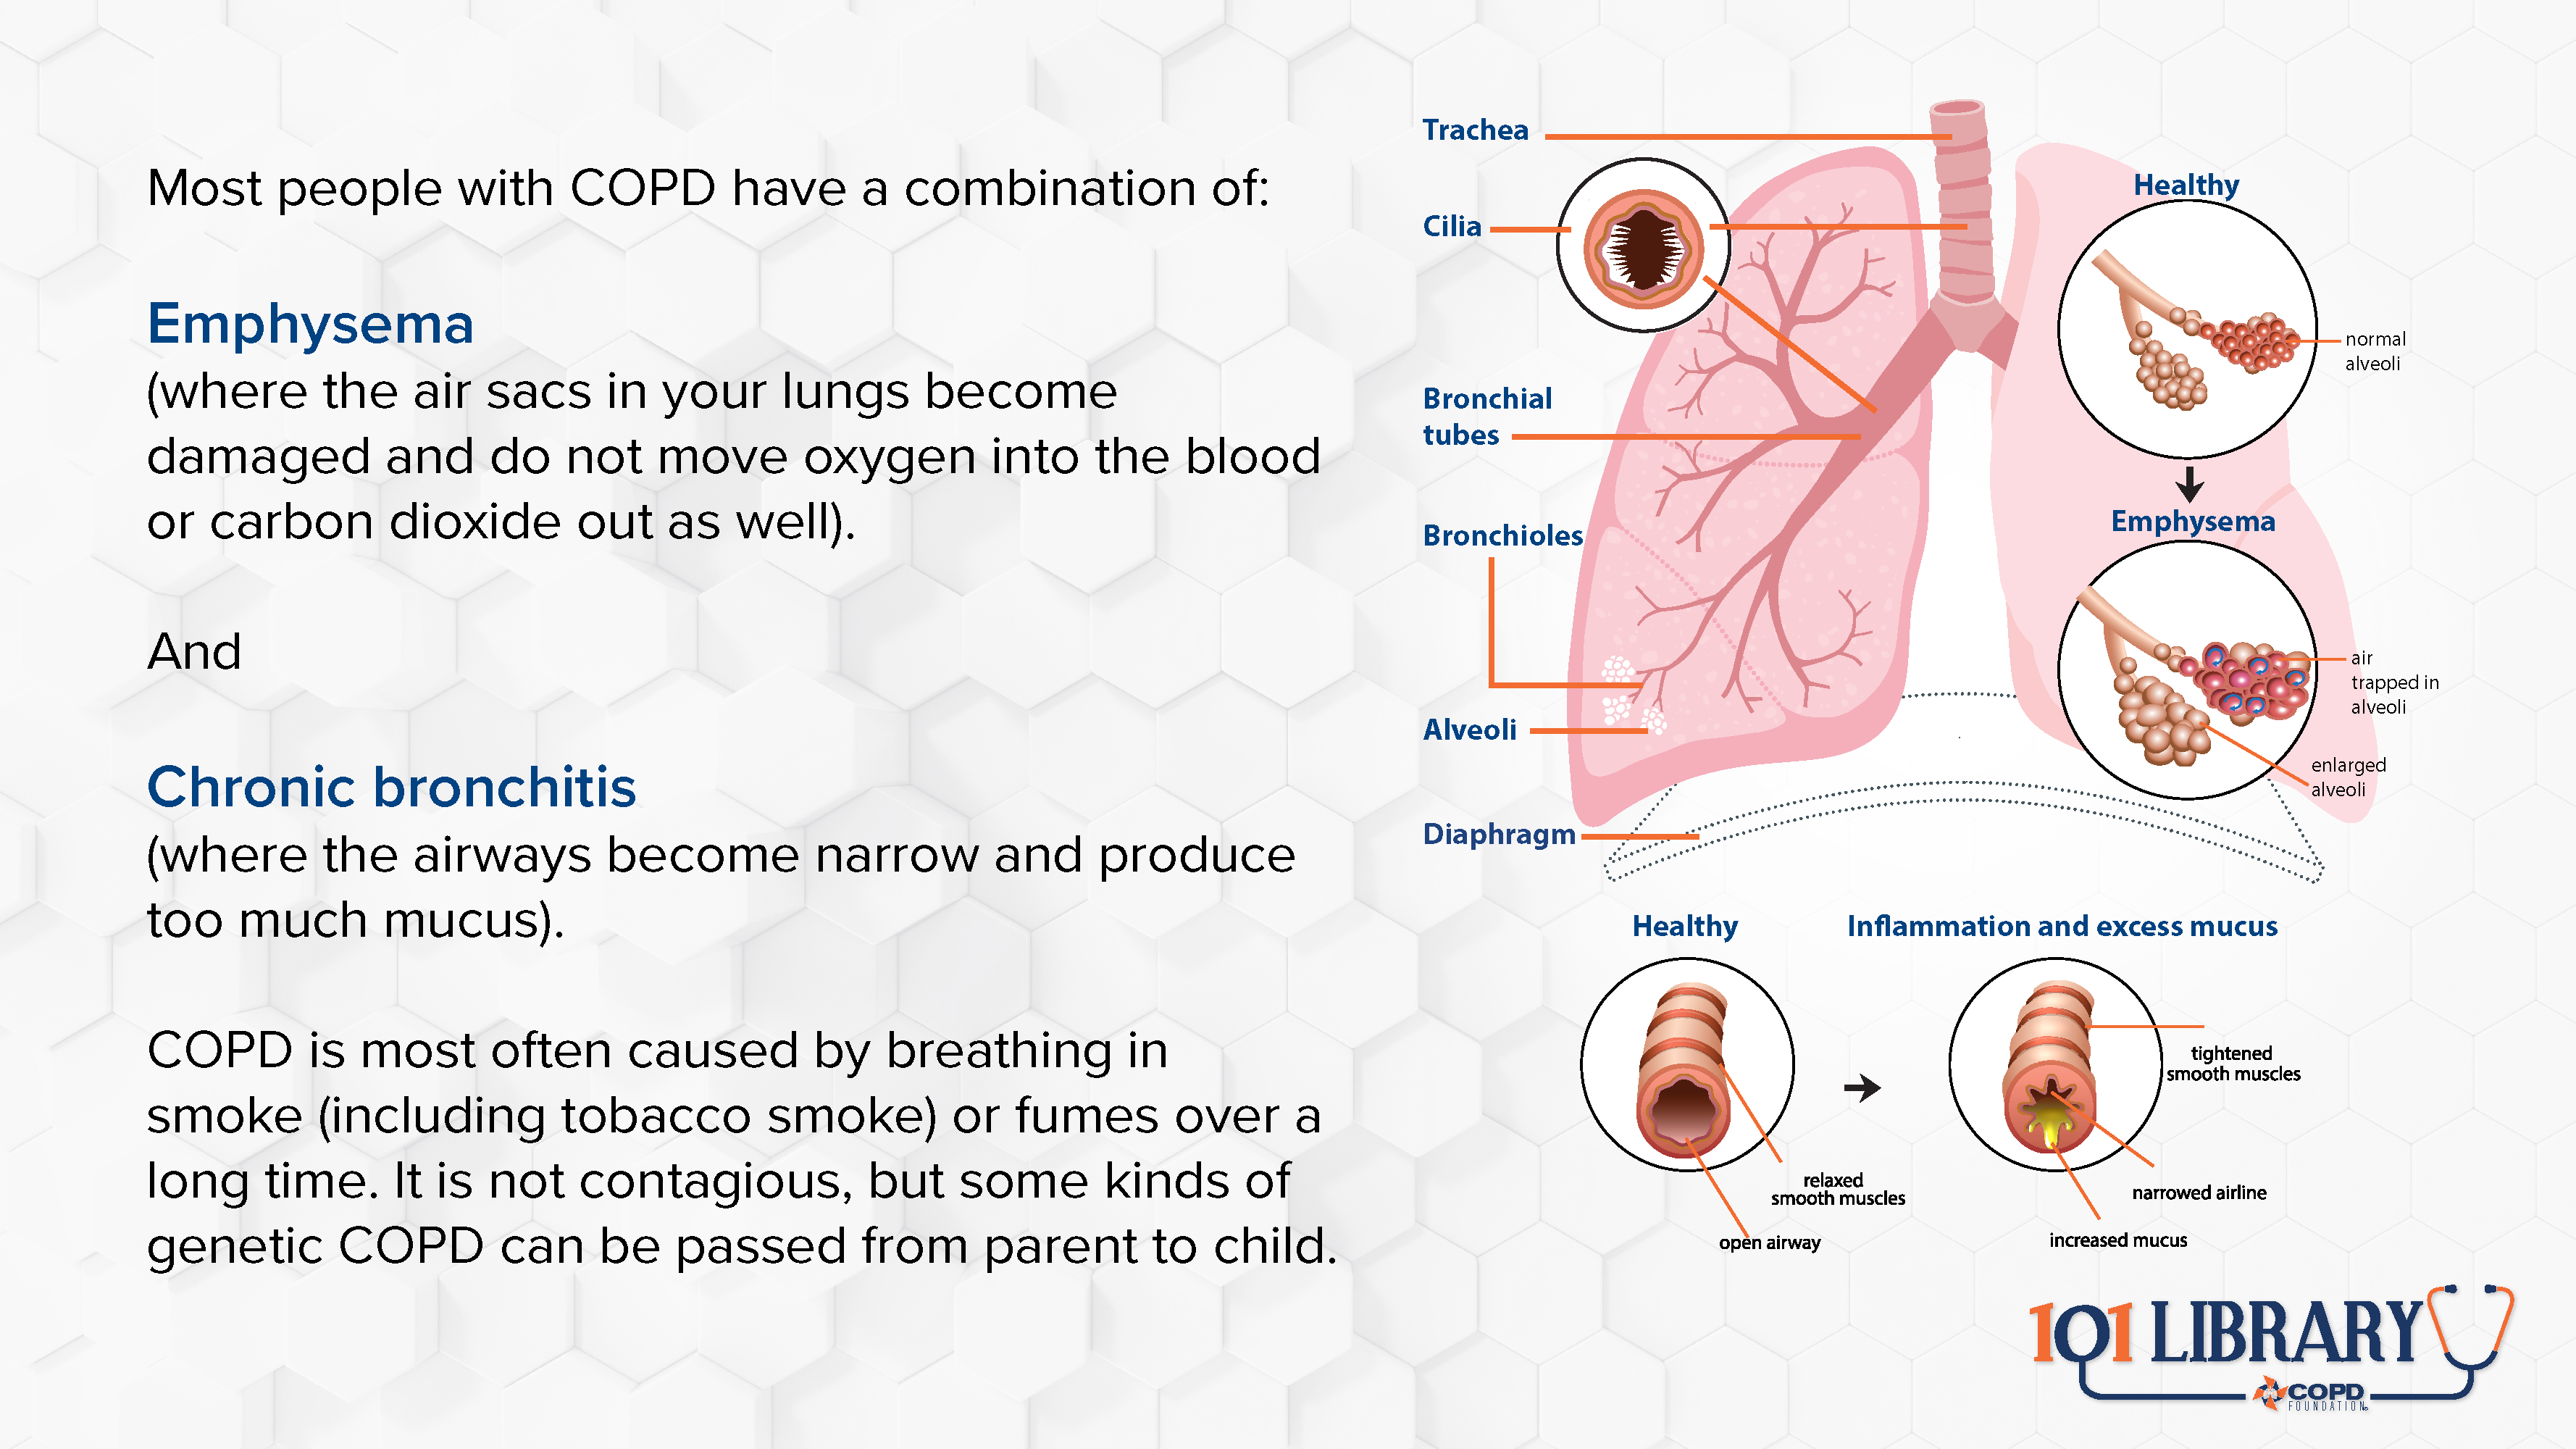 Most people with COPD have a combination of:
Emphysema
(where the air sacs in your lungs become
damaged and do not move oxygen into the blood
or carbon dioxide out as well).
And
Chronic bronchitis
(where the airways become narrow and produce
too much mucus).
COPD is most often caused by breathing in
smoke (including tobacco smoke) or fumes over a
long time. It is not contagious, but some kinds of
genetic COPD can be passed from parent to child.
Trachea
Cilia
Bronchial
tubes
Bronchioles
Alveoli
Diaphragm
Healthy
normal
alveoli
Emphysema
air
trapped in
alveoli
enlarged
alveoli
Healthy
relaxed
smooth muscles
open airway
Inflammation and excess mucus
tightened
smooth muscles
narrowed airline
increased mucus
101 LIBRARY
COPD
FOUNDATION®